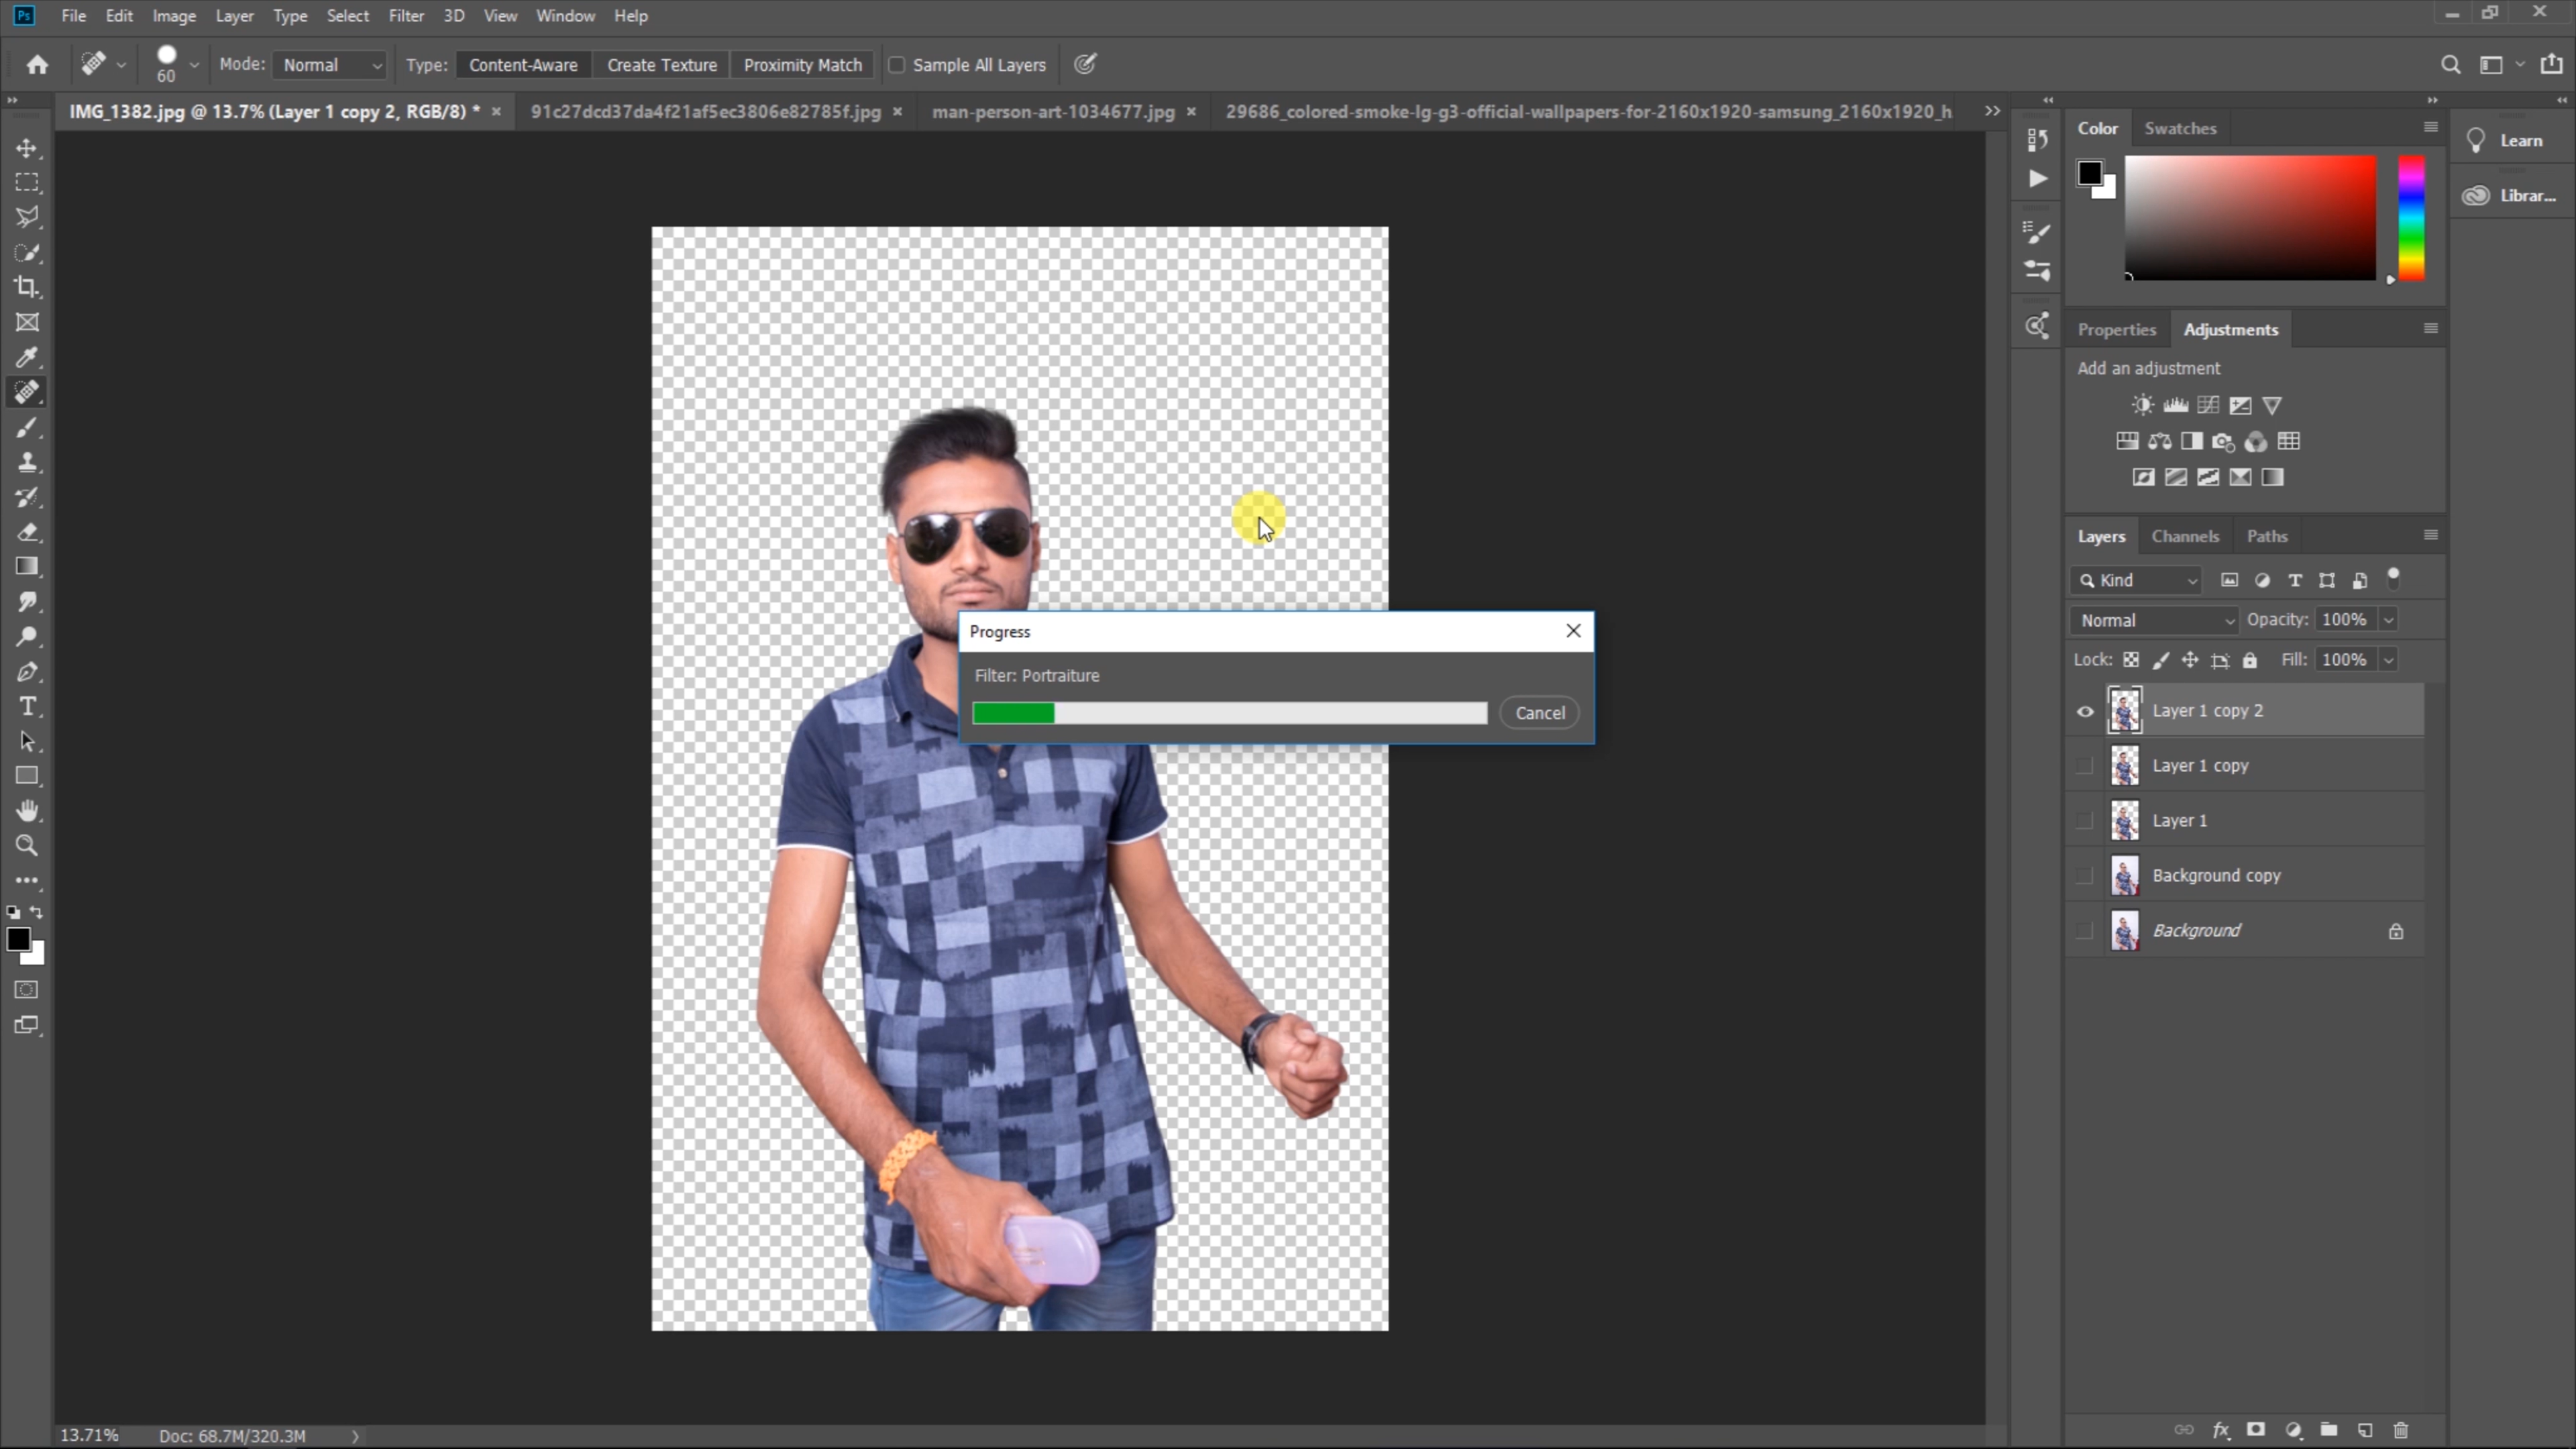 Ps File Edit Image Layer Type Select Filter 3D View Window Help
60 Mode: Normal Type: Content-Aware Create Texture Proximity Match Sample All Layers
IMG_1382.jpg @ 13.7% (Layer 1 copy 2, RGB/8) * × 91c27dcd37da4f21af5ec3806e82785f.jpg × man-person-art-1034677.jpg × 29686_colored-smoke-lg-g3-official-wallpapers-for-2160x1920-samsung_2160x1920_h
Color Swatches
Learn
Librar...
Properties Adjustments
Add an adjustment
Layers Channels Paths
Kind
Normal Opacity: 100%
Lock: Fill: 100%
Layer 1 copy 2
Layer 1 copy
Layer 1
Background copy
Background
Progress
Filter: Portraiture
Cancel
13.71% Doc: 68.7M/320.3M